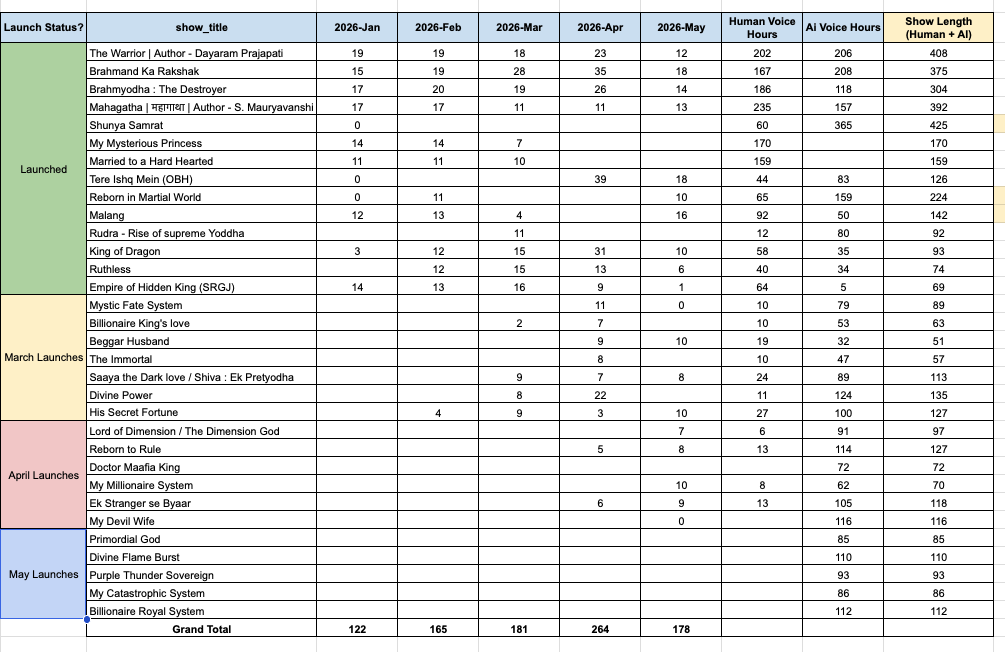 Launch Status? show_title 2026-Jan 2026-Feb 2026-Mar 2026-Apr 2026-May Human Voice Hours Ai Voice Hours Show Length (Human + AI)
Launched
The Warrior | Author - Dayaram Prajapati 19 19 18 23 12 202 206 408
Brahmand Ka Rakshak 15 19 28 35 18 167 208 375
Brahmyodha : The Destroyer 17 20 19 26 14 186 118 304
Mahagatha | महागाथा | Author - S. Mauryavanshi 17 17 11 11 13 235 157 392
Shunya Samrat 0 60 365 425
My Mysterious Princess 14 14 7 170 170
Married to a Hard Hearted 11 11 10 159 159
Tere Ishq Mein (OBH) 0 39 18 44 83 126
Reborn in Martial World 0 11 10 65 159 224
Malang 12 13 4 16 92 50 142
Rudra - Rise of supreme Yoddha 11 12 80 92
King of Dragon 3 12 15 31 10 58 35 93
Ruthless 12 15 13 6 40 34 74
Empire of Hidden King (SRGJ) 14 13 16 9 1 64 5 69
March Launches
Mystic Fate System 11 0 10 79 89
Billionaire King's love 2 7 10 53 63
Beggar Husband 9 10 19 32 51
The Immortal 8 10 47 57
Saaya the Dark love / Shiva : Ek Pretyodha 9 7 8 24 89 113
Divine Power 8 22 11 124 135
His Secret Fortune 4 9 3 10 27 100 127
April Launches
Lord of Dimension / The Dimension God 7 6 91 97
Reborn to Rule 5 8 13 114 127
Doctor Maafia King 72 72
My Millionaire System 10 8 62 70
Ek Stranger se Byaar 6 9 13 105 118
My Devil Wife 0 116 116
May Launches
Primordial God 85 85
Divine Flame Burst 110 110
Purple Thunder Sovereign 93 93
My Catastrophic System 86 86
Billionaire Royal System 112 112
Grand Total 122 165 181 264 178